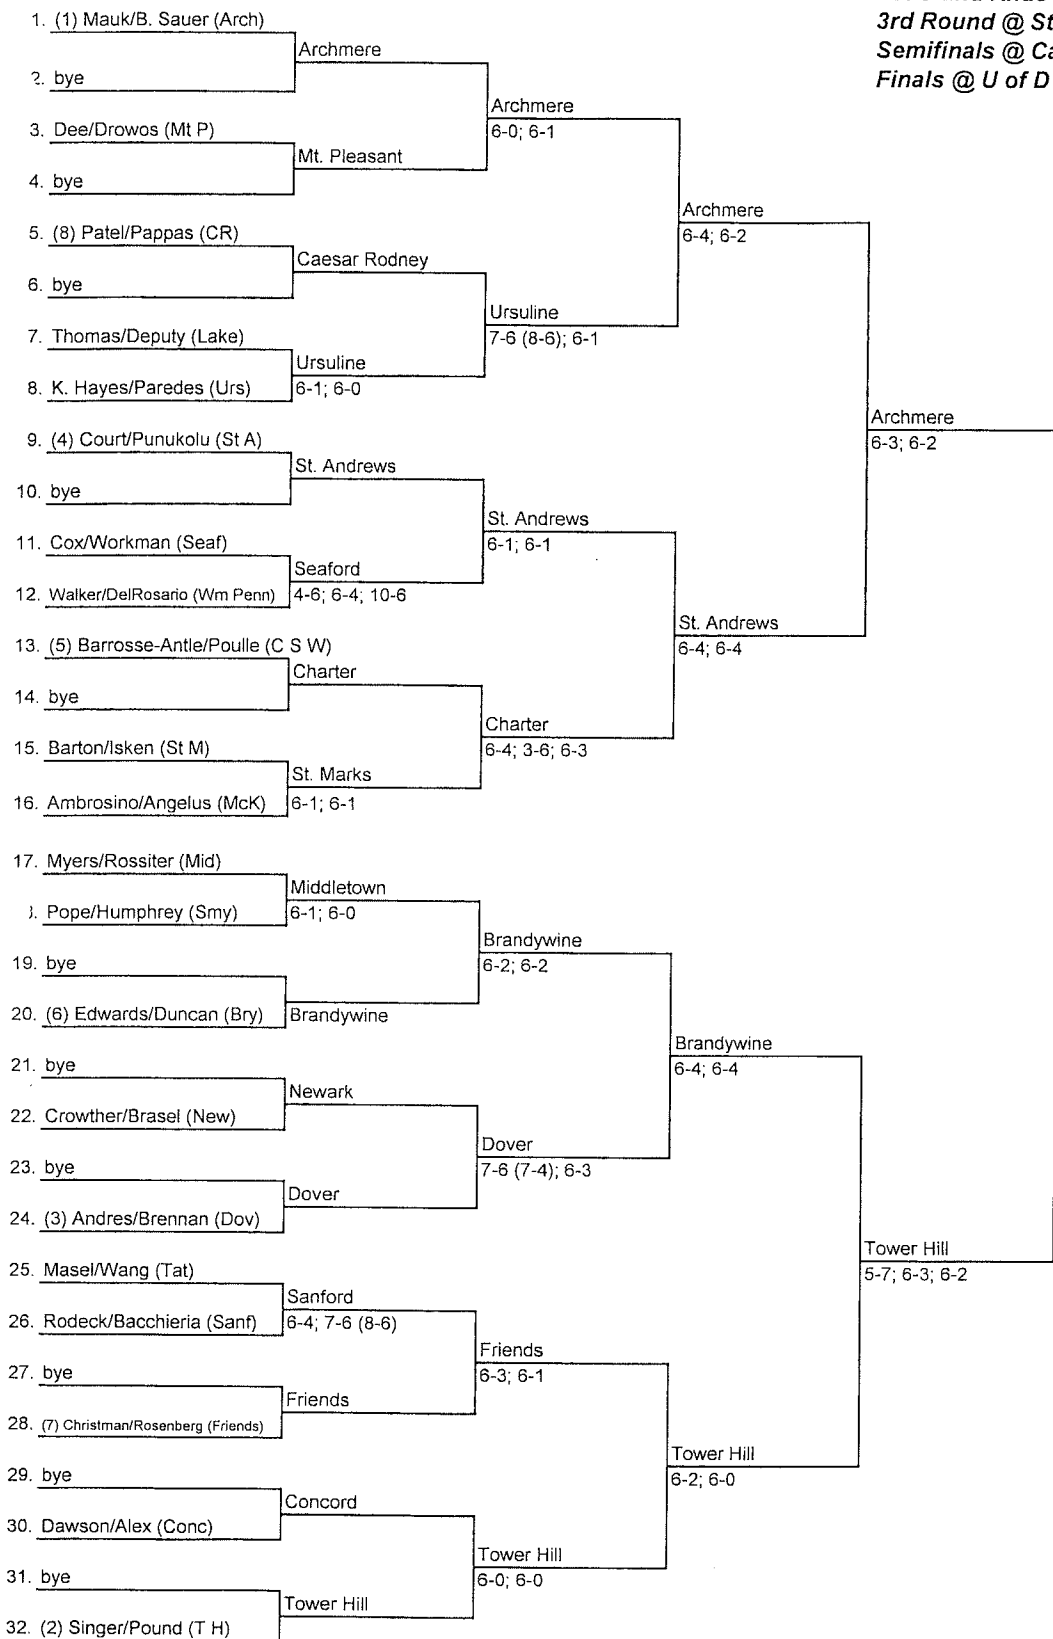 3rd Round @ St
Semifinals @ Ca
Finals @ U of D
1. (1) Mauk/B. Sauer (Arch)
Archmere
2. bye
Archmere
6-0; 6-1
3. Dee/Drowos (Mt P)
Mt. Pleasant
4. bye
Archmere
6-4; 6-2
5. (8) Patel/Pappas (CR)
Caesar Rodney
6. bye
Ursuline
7-6 (8-6); 6-1
7. Thomas/Deputy (Lake)
Ursuline
6-1; 6-0
8. K. Hayes/Paredes (Urs)
Archmere
6-3; 6-2
9. (4) Court/Punukolu (St A)
St. Andrews
10. bye
St. Andrews
6-1; 6-1
11. Cox/Workman (Seaf)
Seaford
4-6; 6-4; 10-6
12. Walker/DelRosario (Wm Penn)
St. Andrews
6-4; 6-4
13. (5) Barrosse-Antle/Poulle (C S W)
Charter
14. bye
Charter
6-4; 3-6; 6-3
15. Barton/Isken (St M)
St. Marks
6-1; 6-1
16. Ambrosino/Angelus (McK)
17. Myers/Rossiter (Mid)
Middletown
6-1; 6-0
Pope/Humphrey (Smy)
Brandywine
6-2; 6-2
19. bye
20. (6) Edwards/Duncan (Bry)
Brandywine
Brandywine
6-4; 6-4
21. bye
Newark
22. Crowther/Brasel (New)
Dover
7-6 (7-4); 6-3
23. bye
Dover
24. (3) Andres/Brennan (Dov)
Tower Hill
5-7; 6-3; 6-2
25. Masel/Wang (Tat)
Sanford
6-4; 7-6 (8-6)
26. Rodeck/Bacchieria (Sanf)
Friends
6-3; 6-1
27. bye
Friends
28. (7) Christman/Rosenberg (Friends)
Tower Hill
6-2; 6-0
29. bye
Concord
30. Dawson/Alex (Conc)
Tower Hill
6-0; 6-0
31. bye
Tower Hill
32. (2) Singer/Pound (T H)